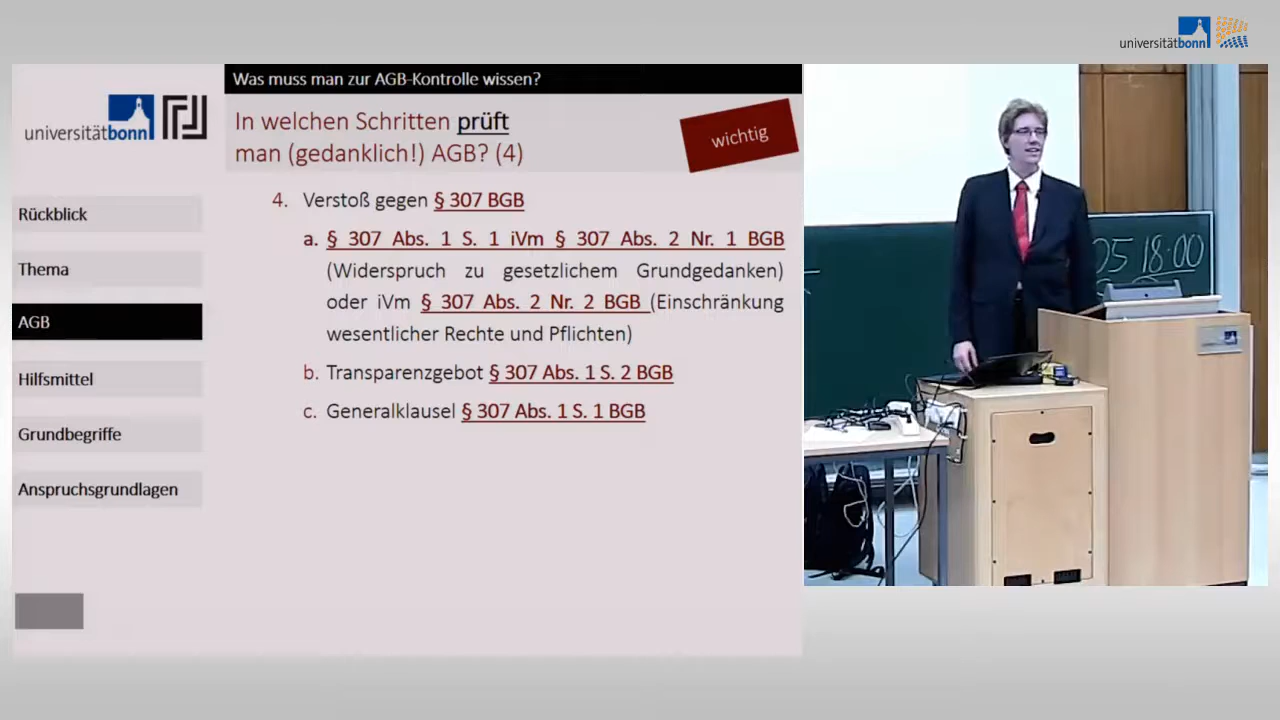 universitätbonn
Was muss man zur AGB-Kontrolle wissen?
universitätbonn
In welchen Schritten prüft
man (gedanklich!) AGB? (4)
wichtig
Rückblick
Thema
AGB
Hilfsmittel
Grundbegriffe
Anspruchsgrundlagen
4. Verstoß gegen § 307 BGB
a. § 307 Abs. 1 S. 1 iVm § 307 Abs. 2 Nr. 1 BGB
(Widerspruch zu gesetzlichem Grundgedanken)
oder iVm § 307 Abs. 2 Nr. 2 BGB (Einschränkung
wesentlicher Rechte und Pflichten)
b. Transparenzgebot § 307 Abs. 1 S. 2 BGB
c. Generalklausel § 307 Abs. 1 S. 1 BGB
05 18:00